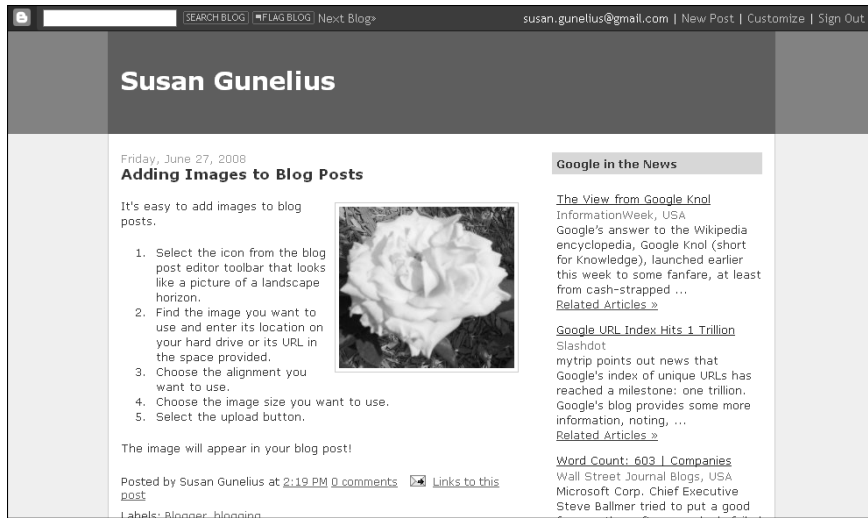 SEARCH BLOG FLAG BLOG Next Blog»
susan.gunelius@gmail.com | New Post | Customize | Sign Out
Susan Gunelius
Friday, June 27, 2008
Adding Images to Blog Posts
It's easy to add images to blog
posts.
1. Select the icon from the blog
post editor toolbar that looks
like a picture of a landscape
horizon.
2. Find the image you want to
use and enter its location on
your hard drive or its URL in
the space provided.
3. Choose the alignment you
want to use.
4. Choose the image size you want to use.
5. Select the upload button.
The image will appear in your blog post!
Posted by Susan Gunelius at 2:19 PM 0 comments Links to this
post
Labels: Blogger, blogging
Google in the News
The View from Google Knol
InformationWeek, USA
Google's answer to the Wikipedia
encyclopedia, Google Knol (short
for Knowledge), launched earlier
this week to some fanfare, at least
from cash-strapped ...
Related Articles »
Google URL Index Hits 1 Trillion
Slashdot
mytrip points out news that
Google's index of unique URLs has
reached a milestone: one trillion.
Google's blog provides some more
information, noting, ...
Related Articles »
Word Count: 603 | Companies
Wall Street Journal Blogs, USA
Microsoft Corp. Chief Executive
Steve Ballmer tried to put a good